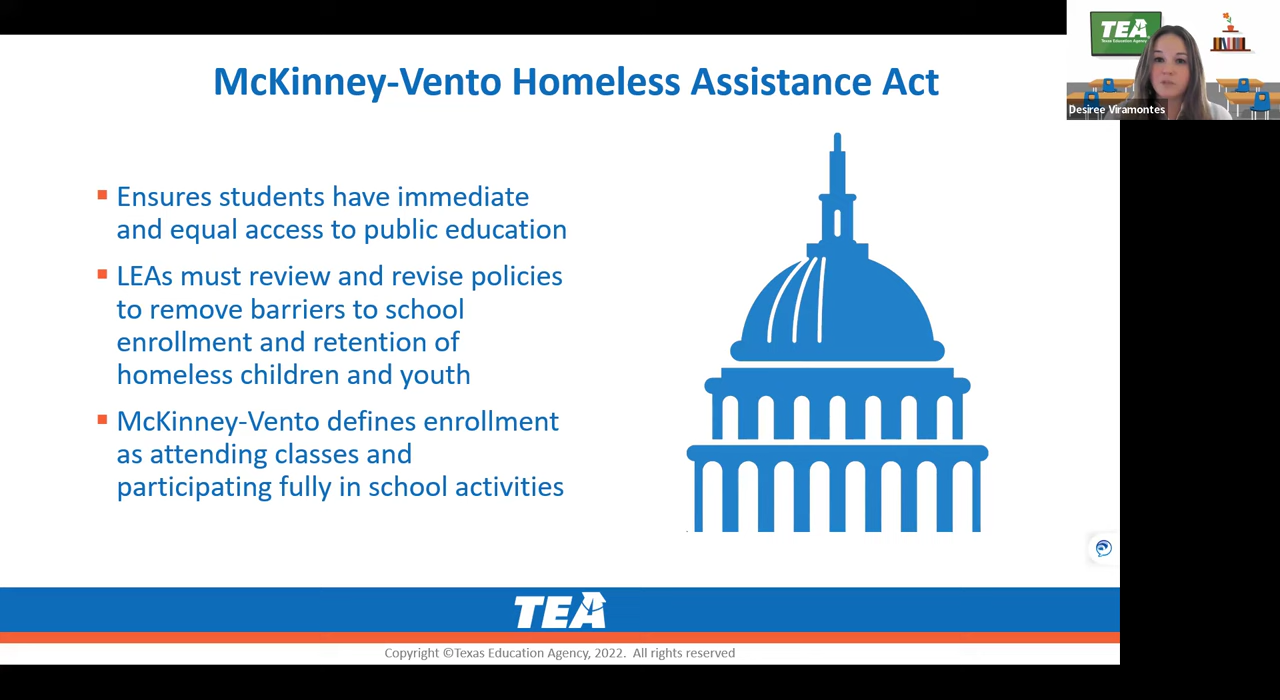 McKinney-Vento Homeless Assistance Act
TEA
Texas Education Agency
Desiree Viramontes
Ensures students have immediate
and equal access to public education
LEAs must review and revise policies
to remove barriers to school
enrollment and retention of
homeless children and youth
McKinney-Vento defines enrollment
as attending classes and
participating fully in school activities
TEA
Copyright ©Texas Education Agency, 2022. All rights reserved